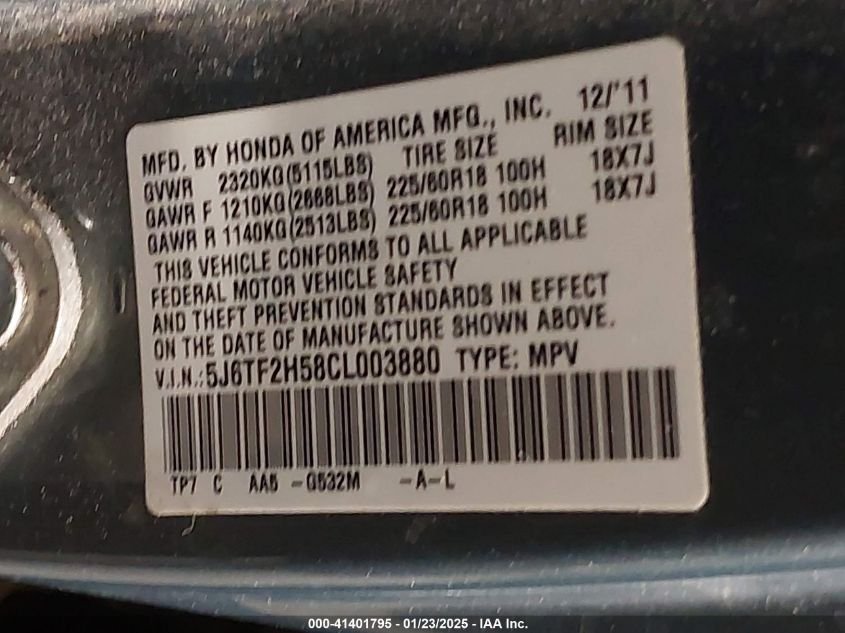 MFD. BY HONDA OF AMERICA MFG., INC. 12/'11
GVWR 2320KG(5115LBS) TIRE SIZE RIM SIZE
GAWR F 1210KG(2668LBS) 225/60R18 100H 18X7J
GAWR R 1140KG(2513LBS) 225/60R18 100H 18X7J
THIS VEHICLE CONFORMS TO ALL APPLICABLE
FEDERAL MOTOR VEHICLE SAFETY
AND THEFT PREVENTION STANDARDS IN EFFECT
ON THE DATE OF MANUFACTURE SHOWN ABOVE.
V.I.N.:5J6TF2H58CL003880 TYPE: MPV
TP7 C AA5 -G532M -A-L
000-41401795 - 01/23/2025 - IAA Inc.